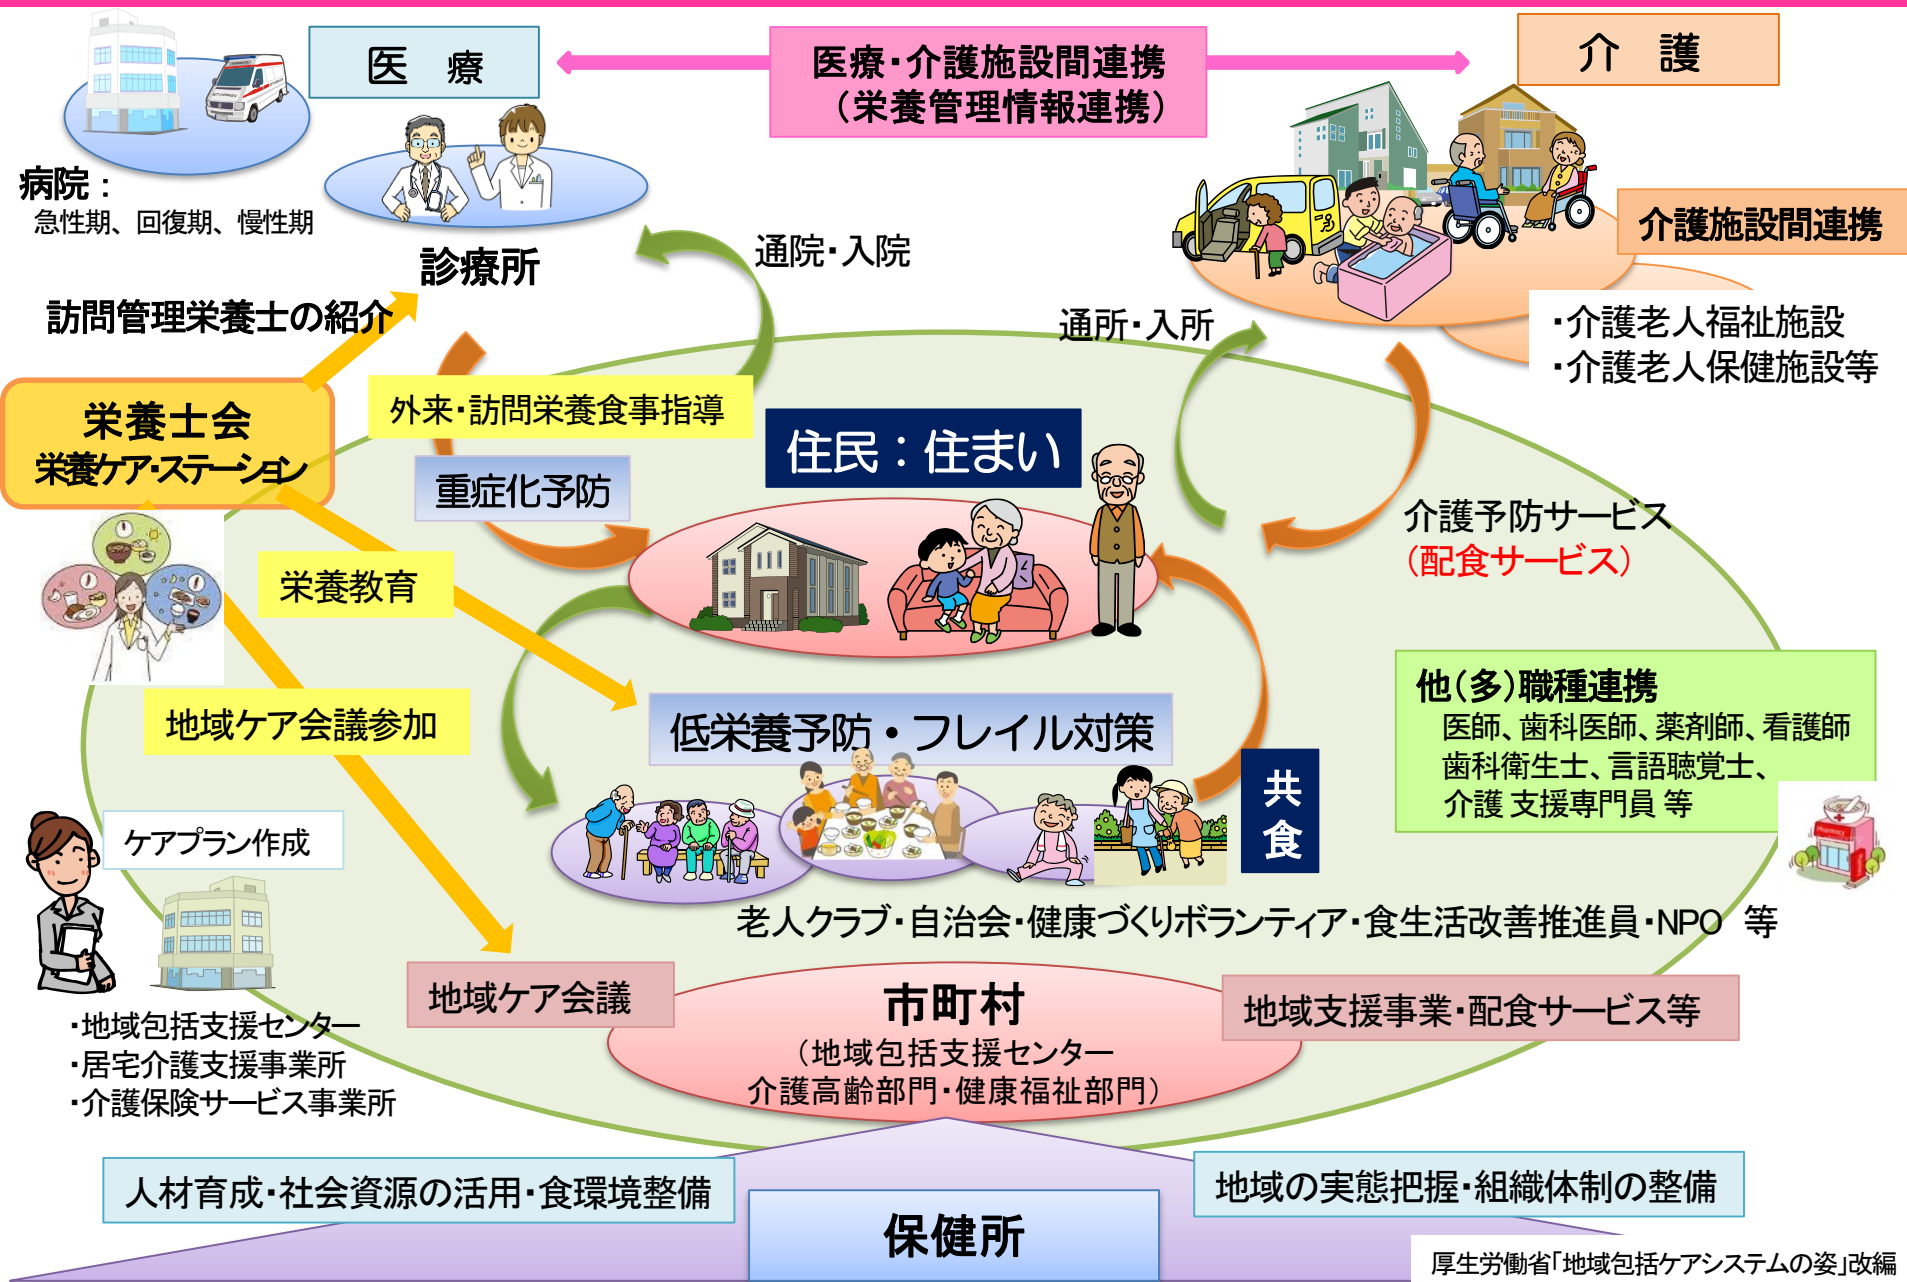 医　療
医療・介護施設間連携
（栄養管理情報連携）
介　護
病院：
急性期、回復期、慢性期
診療所
通院・入院
介護施設間連携
訪問管理栄養士の紹介
通所・入所
・介護老人福祉施設
・介護老人保健施設等
栄養士会
栄養ケア・ステーション
外来・訪問栄養食事指導
重症化予防
住民：住まい
介護予防サービス
（配食サービス）
栄養教育
地域ケア会議参加
低栄養予防・フレイル対策
他（多）職種連携
医師、歯科医師、薬剤師、看護師
歯科衛生士、言語聴覚士、
介護 支援専門員 等
共
食
Pharmacy
ケアプラン作成
老人クラブ・自治会・健康づくりボランティア・食生活改善推進員・NPO　等
地域ケア会議
市町村
（地域包括支援センター
介護高齢部門・健康福祉部門）
地域支援事業・配食サービス等
・地域包括支援センター
・居宅介護支援事業所
・介護保険サービス事業所
人材育成・社会資源の活用・食環境整備
地域の実態把握・組織体制の整備
保健所
厚生労働省「地域包括ケアシステムの姿」改編